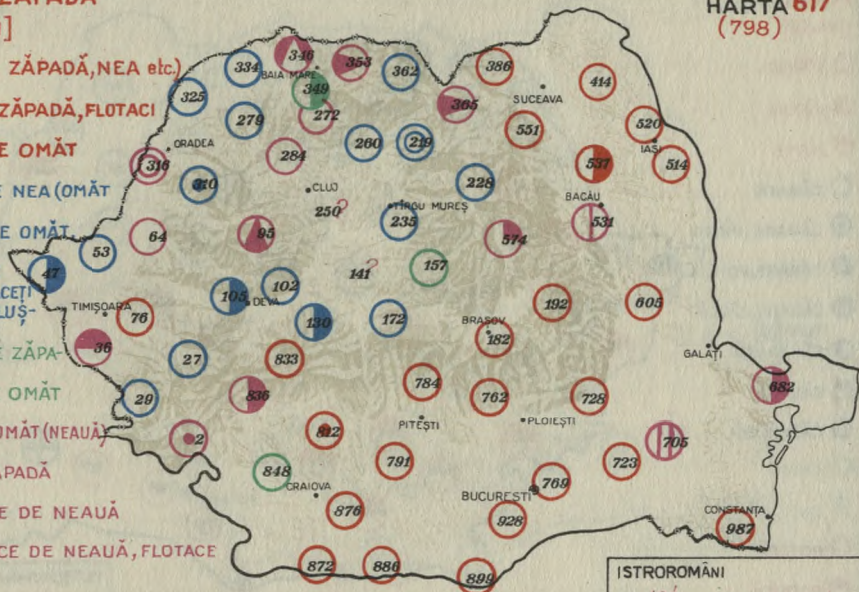 ZĂPADĂ
HARTA 617
(798)
ZĂPADĂ, NEA etc.)
ZĂPADĂ, FLOTACI
E OMĂT
E NEA (OMĂT
E OMĂT,
CEȚI
LUȘ-
E ZĂPA-
OMĂT
OMĂT (NEAUĂ)
ĂPADĂ
E DE NEAUĂ
CE DE NEAUĂ, FLOTACE
346
353
334
BAIA MARE
362
386
414
325
349
365
SUCEAVA
279
272
551
520
IAȘI
ORADEA
260
219
316
284
537
514
310
CLUJ
228
BACĂU
250?
TÎRGU MUREȘ
235
531
64
95
574
53
47
141?
157
105
DEVA
102
192
605
TIMIȘOARA
76
130
172
BRAȘOV
182
36
GALAȚI
27
833
784
682
29
836
762
728
PITEȘTI
PLOIEȘTI
2
812
705
848
791
723
CRAIOVA
769
BUCUREȘTI
876
928
CONSTANȚA
987
872
886
899
ISTROROMÂNI